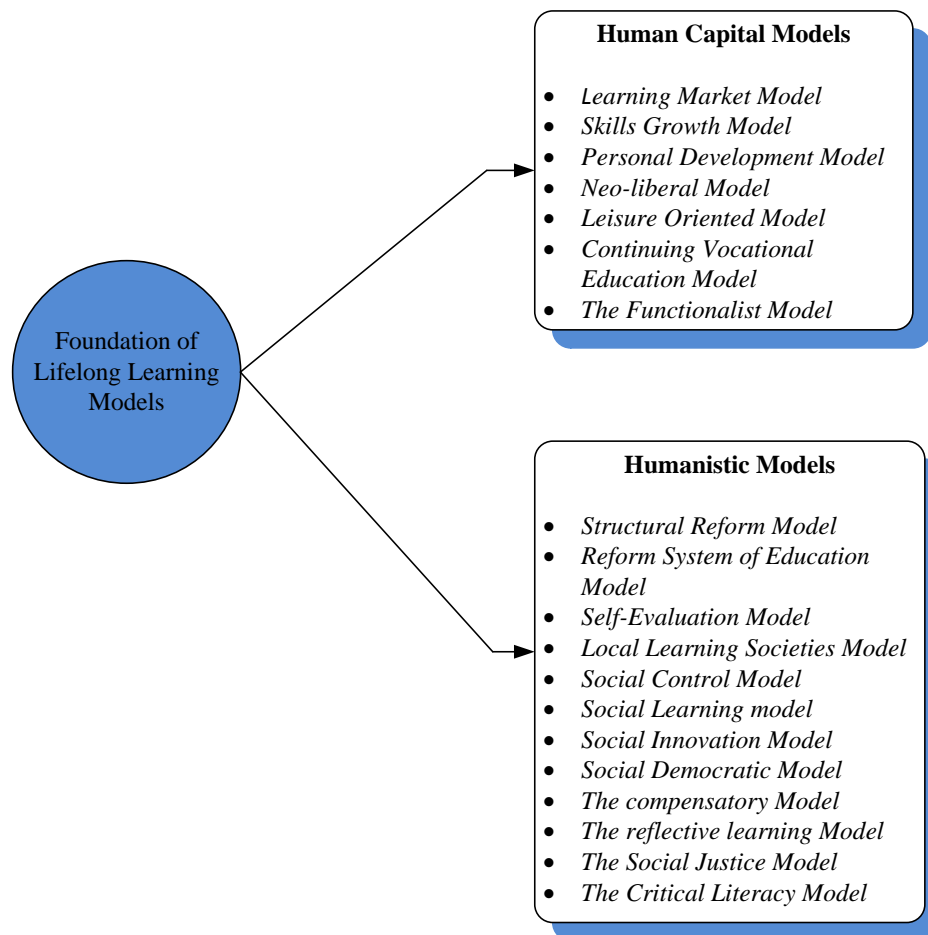 Foundation of
Lifelong Learning
Models
Human Capital Models
• Learning Market Model
• Skills Growth Model
• Personal Development Model
• Neo-liberal Model
• Leisure Oriented Model
• Continuing Vocational
Education Model
• The Functionalist Model
Humanistic Models
• Structural Reform Model
• Reform System of Education
Model
• Self-Evaluation Model
• Local Learning Societies Model
• Social Control Model
• Social Learning model
• Social Innovation Model
• Social Democratic Model
• The compensatory Model
• The reflective learning Model
• The Social Justice Model
• The Critical Literacy Model